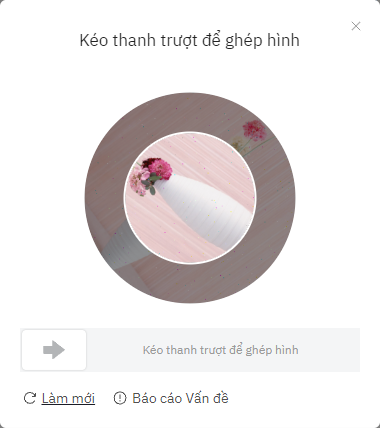 Kéo thanh trượt để ghép hình
Kéo thanh trượt để ghép hình
Làm mới
Báo cáo Vấn đề